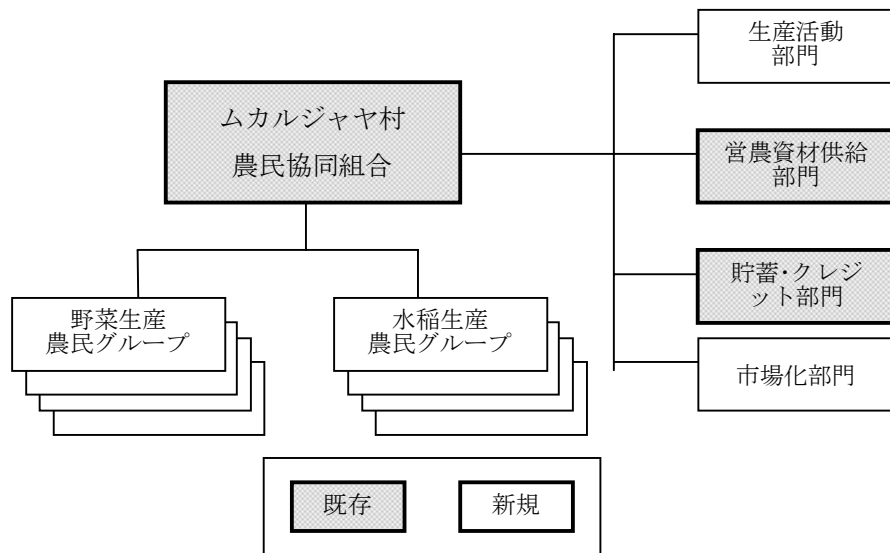 生産活動
部門
ムカルジャヤ村
農民協同組合
営農資材供給
部門
貯蓄・クレジ
ット部門
野菜生産
農民グループ
水稲生産
農民グループ
市場化部門
既存
新規